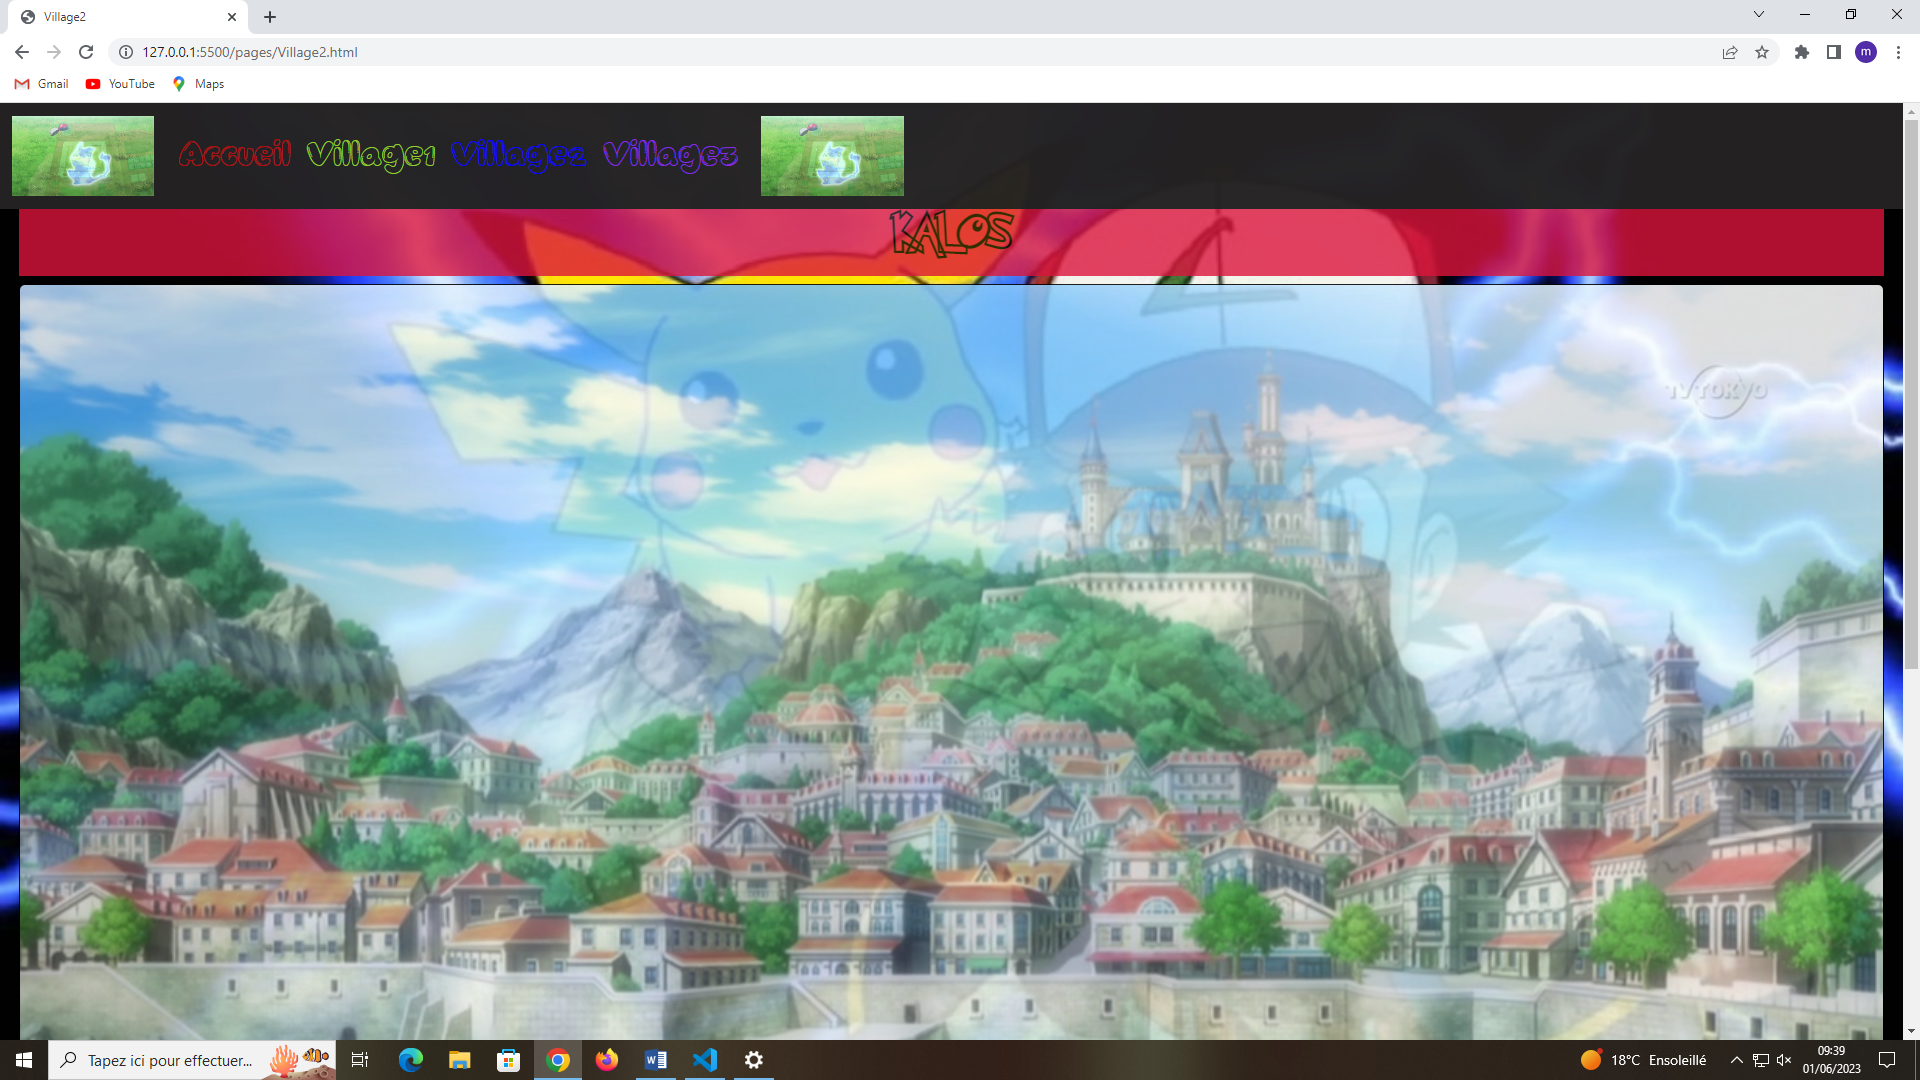 Village2
127.0.0.1:5500/pages/Village2.html
m
Gmail YouTube Maps
Accueil Village1 Village2 Village3
KALOS
TV TOKYO
Tapez ici pour effectuer...
18°C Ensoleillé
09:39
01/06/2023